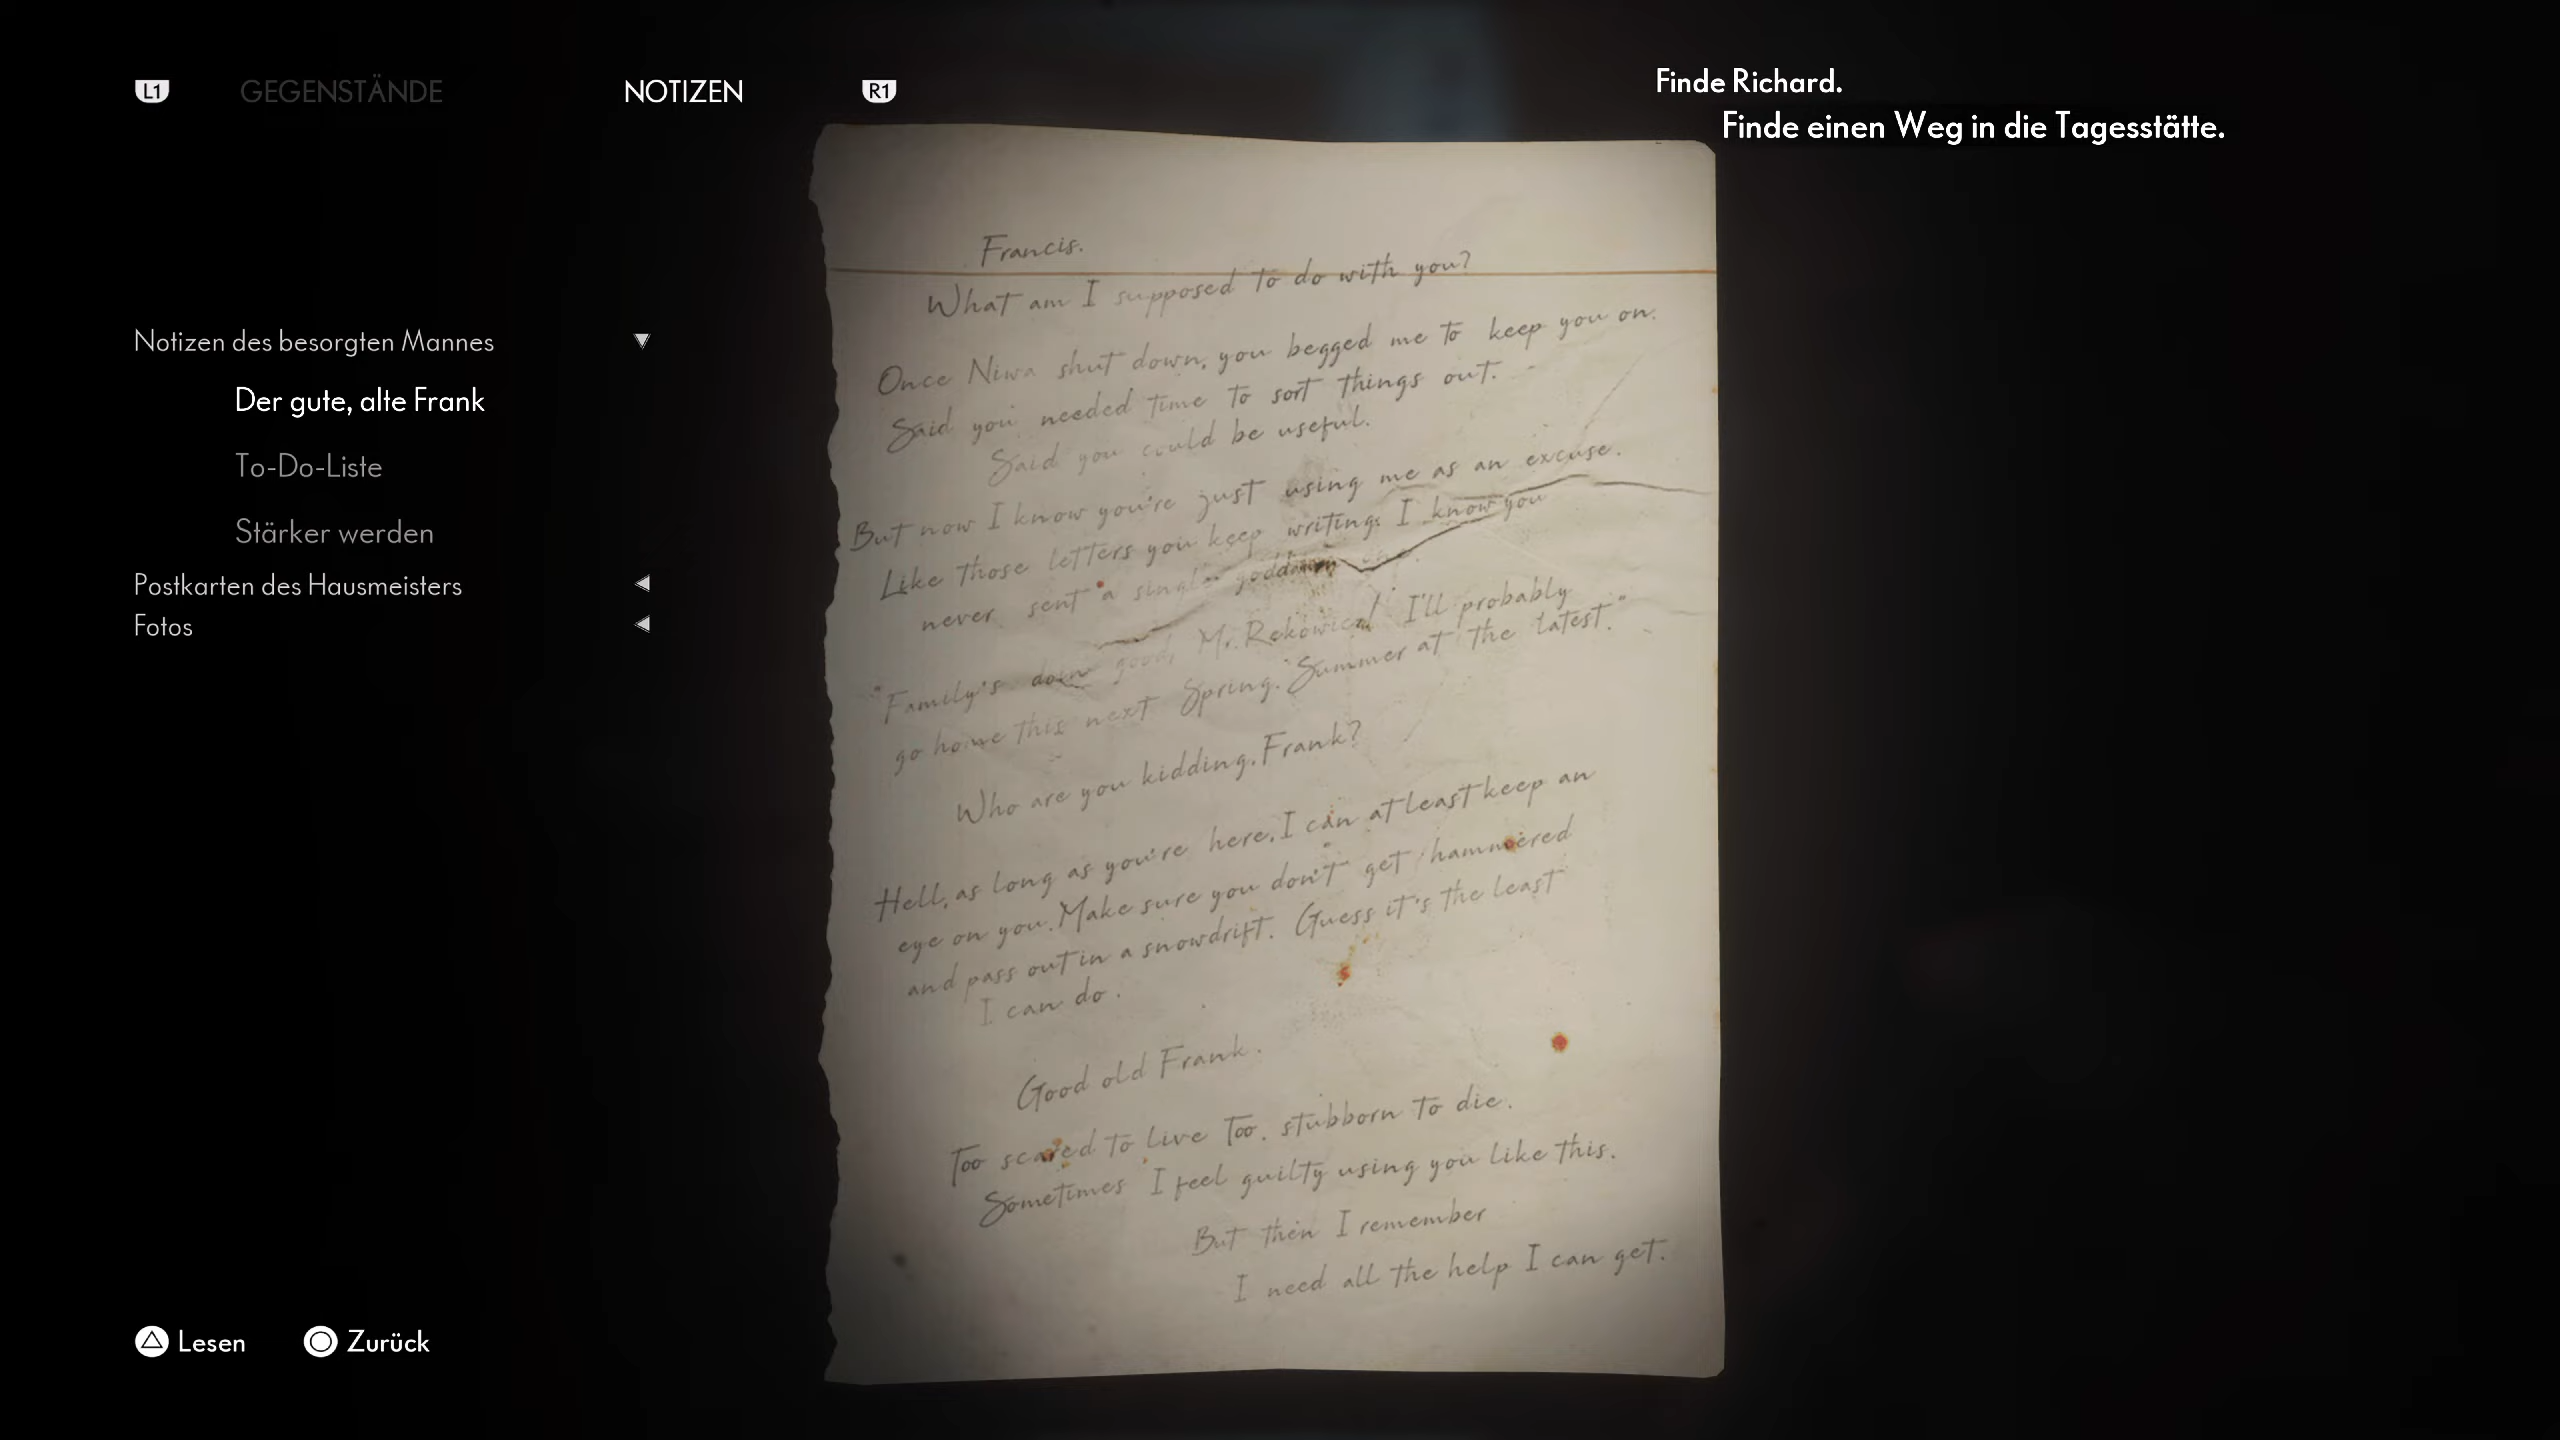 L1
GEGENSTÄNDE
NOTIZEN
R1
Finde Richard.
Finde einen Weg in die Tagesstätte.
Notizen des besorgten Mannes
Der gute, alte Frank
To-Do-Liste
Stärker werden
Postkarten des Hausmeisters
Fotos
Francis.
What am I supposed to do with you?
Once Niwa shut down, you begged me to keep you on.
Said you needed time to sort things out.
Said you could be useful.
But now I know you're just using me as an excuse.
Like those letters you keep writing. I know you
never sent a single goddamn one.
"Family's doin' good, Mr. Rekowicz! I'll probably
go home this next Spring. Summer at the latest."
Who are you kidding, Frank?
Hell, as long as you're here, I can at least keep an
eye on you. Make sure you don't get hammered
and pass out in a snowdrift. Guess it's the least
I can do.
Good old Frank.
Too scared to live Too. stubborn to die.
Sometimes I feel guilty using you like this.
But then I remember
I need all the help I can get.
Lesen
Zurück